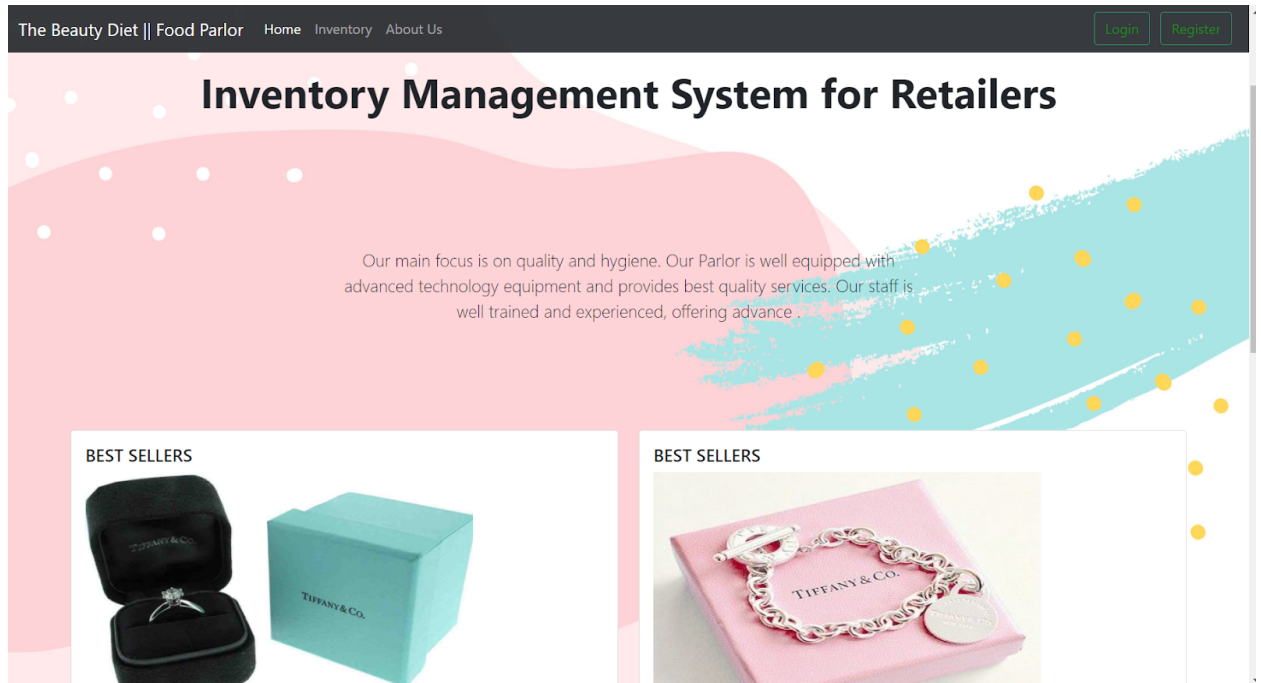 The Beauty Diet || Food Parlor Home Inventory About Us Login Register
Inventory Management System for Retailers
Our main focus is on quality and hygiene. Our Parlor is well equipped with
advanced technology equipment and provides best quality services. Our staff is
well trained and experienced, offering advance .
BEST SELLERS
BEST SELLERS
TIFFANY & CO.
TIFFANY & CO.
TIFFANY & CO.